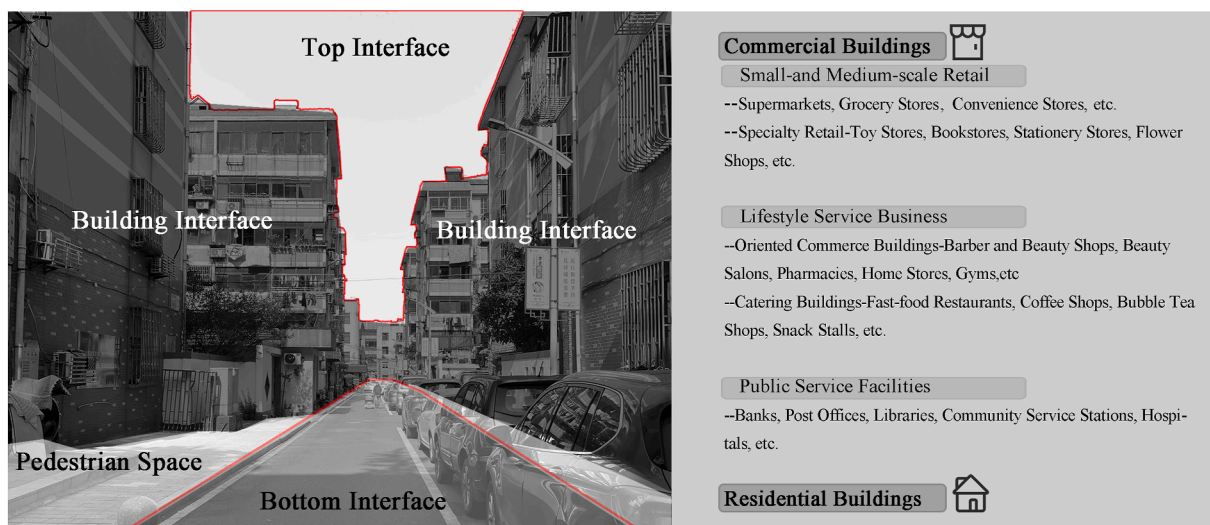 Top Interface
Building Interface
Building Interface
Pedestrian Space
Bottom Interface
Commercial Buildings
Small-and Medium-scale Retail
--Supermarkets, Grocery Stores, Convenience Stores, etc.
--Specialty Retail-Toy Stores, Bookstores, Stationery Stores, Flower
Shops, etc.
Lifestyle Service Business
--Oriented Commerce Buildings-Barber and Beauty Shops, Beauty
Salons, Pharmacies, Home Stores, Gyms,etc
--Catering Buildings-Fast-food Restaurants, Coffee Shops, Bubble Tea
Shops, Snack Stalls, etc.
Public Service Facilities
--Banks, Post Offices, Libraries, Community Service Stations, Hospi-
tals, etc.
Residential Buildings